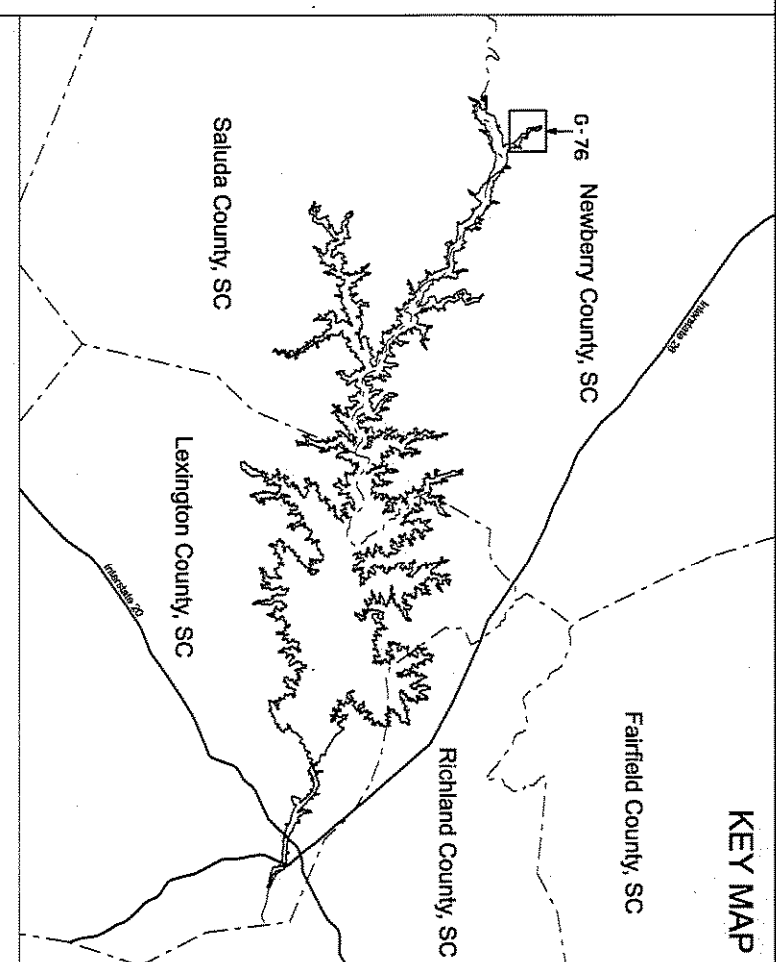 KEY MAP
G-76
Newberry County, SC
Interstate 26
Fairfield County, SC
Saluda County, SC
Richland County, SC
Lexington County, SC
Interstate 20